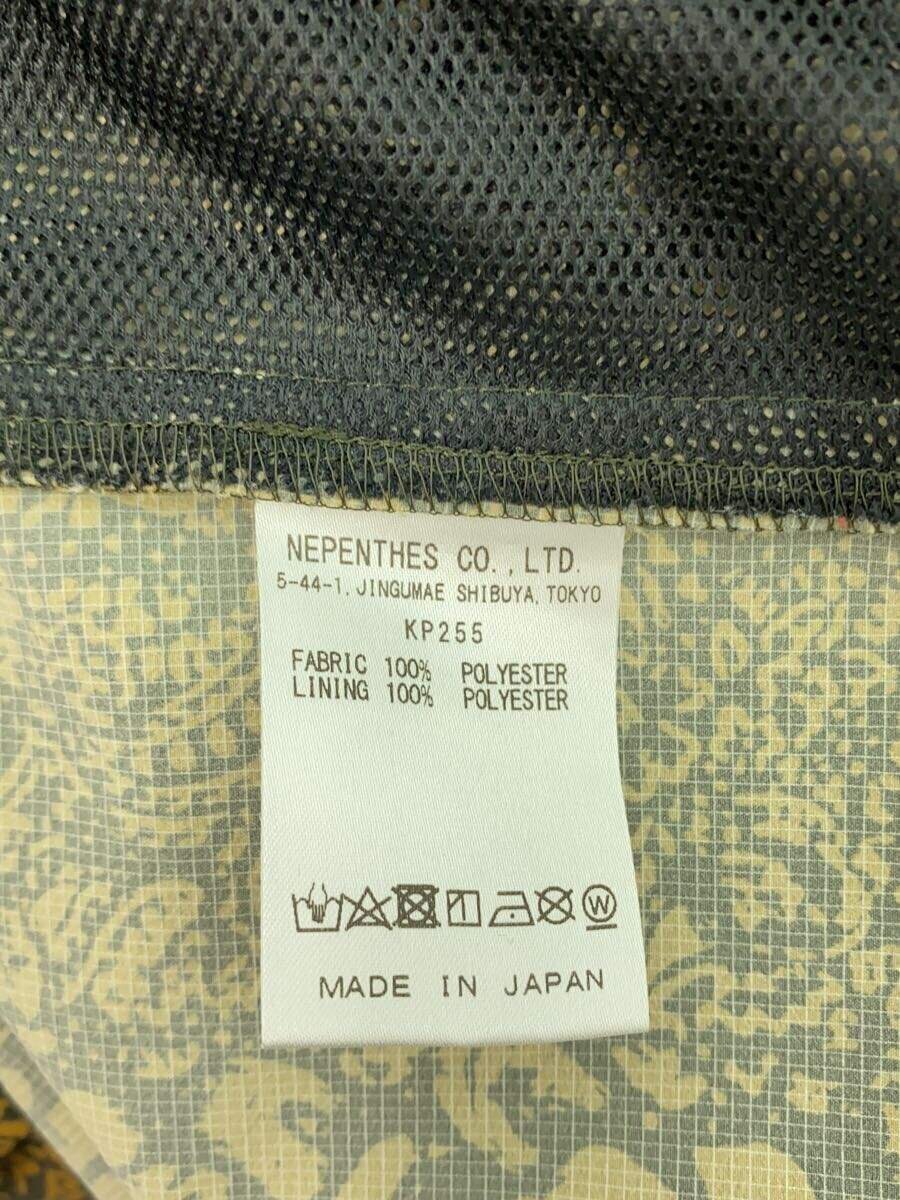 NEPENTHES CO., LTD.
5-44-1, JINGUMAE SHIBUYA, TOKYO
KP255
FABRIC 100% POLYESTER
LINING 100% POLYESTER
W
MADE IN JAPAN